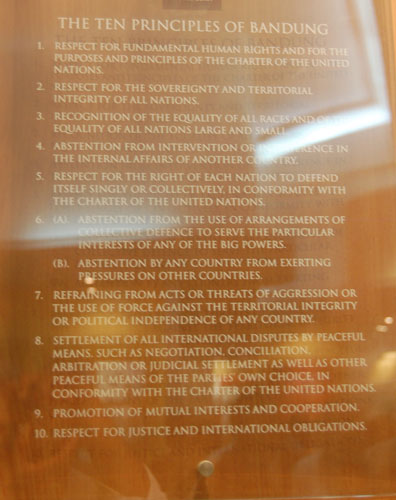 THE TEN PRINCIPLES OF BANDUNG
1. RESPECT FOR FUNDAMENTAL HUMAN RIGHTS AND FOR THE
PURPOSES AND PRINCIPLES OF THE CHARTER OF THE UNITED
NATIONS.
2. RESPECT FOR THE SOVEREIGNTY AND TERRITORIAL
INTEGRITY OF ALL NATIONS.
3. RECOGNITION OF THE EQUALITY OF ALL RACES AND OF THE
EQUALITY OF ALL NATIONS LARGE AND SMALL.
4. ABSTENTION FROM INTERVENTION OR INTERFERENCE IN
THE INTERNAL AFFAIRS OF ANOTHER COUNTRY.
5. RESPECT FOR THE RIGHT OF EACH NATION TO DEFEND
ITSELF SINGLY OR COLLECTIVELY, IN CONFORMITY WITH
THE CHARTER OF THE UNITED NATIONS.
6. (A). ABSTENTION FROM THE USE OF ARRANGEMENTS OF
COLLECTIVE DEFENCE TO SERVE THE PARTICULAR
INTERESTS OF ANY OF THE BIG POWERS.
(B). ABSTENTION BY ANY COUNTRY FROM EXERTING
PRESSURES ON OTHER COUNTRIES.
7. REFRAINING FROM ACTS OR THREATS OF AGGRESSION OR
THE USE OF FORCE AGAINST THE TERRITORIAL INTEGRITY
OR POLITICAL INDEPENDENCE OF ANY COUNTRY.
8. SETTLEMENT OF ALL INTERNATIONAL DISPUTES BY PEACEFUL
MEANS, SUCH AS NEGOTIATION, CONCILIATION,
ARBITRATION OR JUDICIAL SETTLEMENT AS WELL AS OTHER
PEACEFUL MEANS OF THE PARTIES' OWN CHOICE, IN
CONFORMITY WITH THE CHARTER OF THE UNITED NATIONS.
9. PROMOTION OF MUTUAL INTERESTS AND COOPERATION.
10. RESPECT FOR JUSTICE AND INTERNATIONAL OBLIGATIONS.